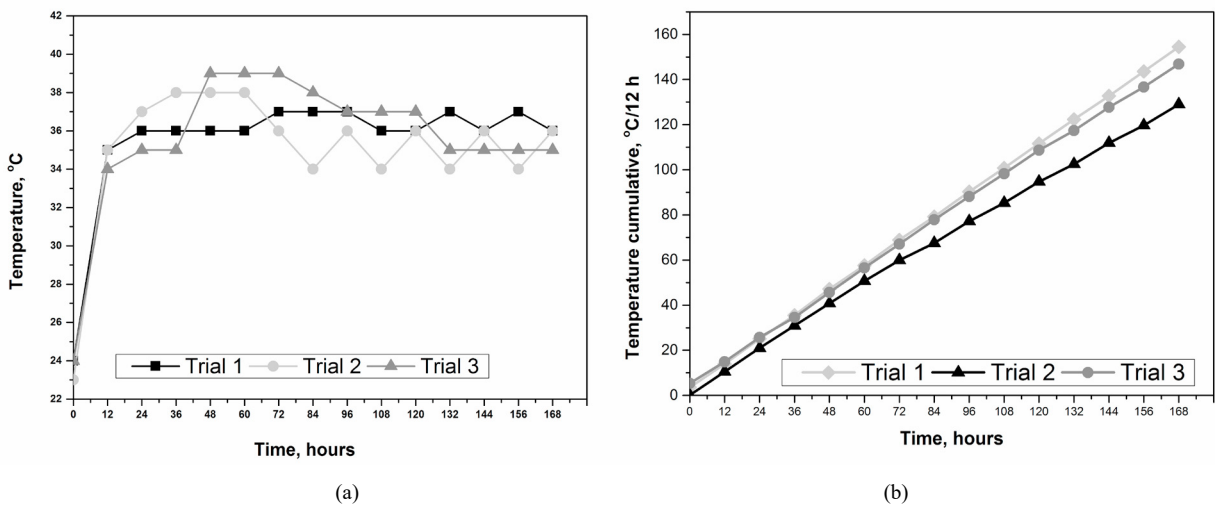 42
40
38
36
34
32
30
28
26
24
22
Temperature, °C
Trial 1 Trial 2 Trial 3
0 12 24 36 48 60 72 84 96 108 120 132 144 156 168
Time, hours
(a)
160
140
120
100
80
60
40
20
0
Temperature cumulative, °C/12 h
Trial 1 Trial 2 Trial 3
0 12 24 36 48 60 72 84 96 108 120 132 144 156 168
Time, hours
(b)